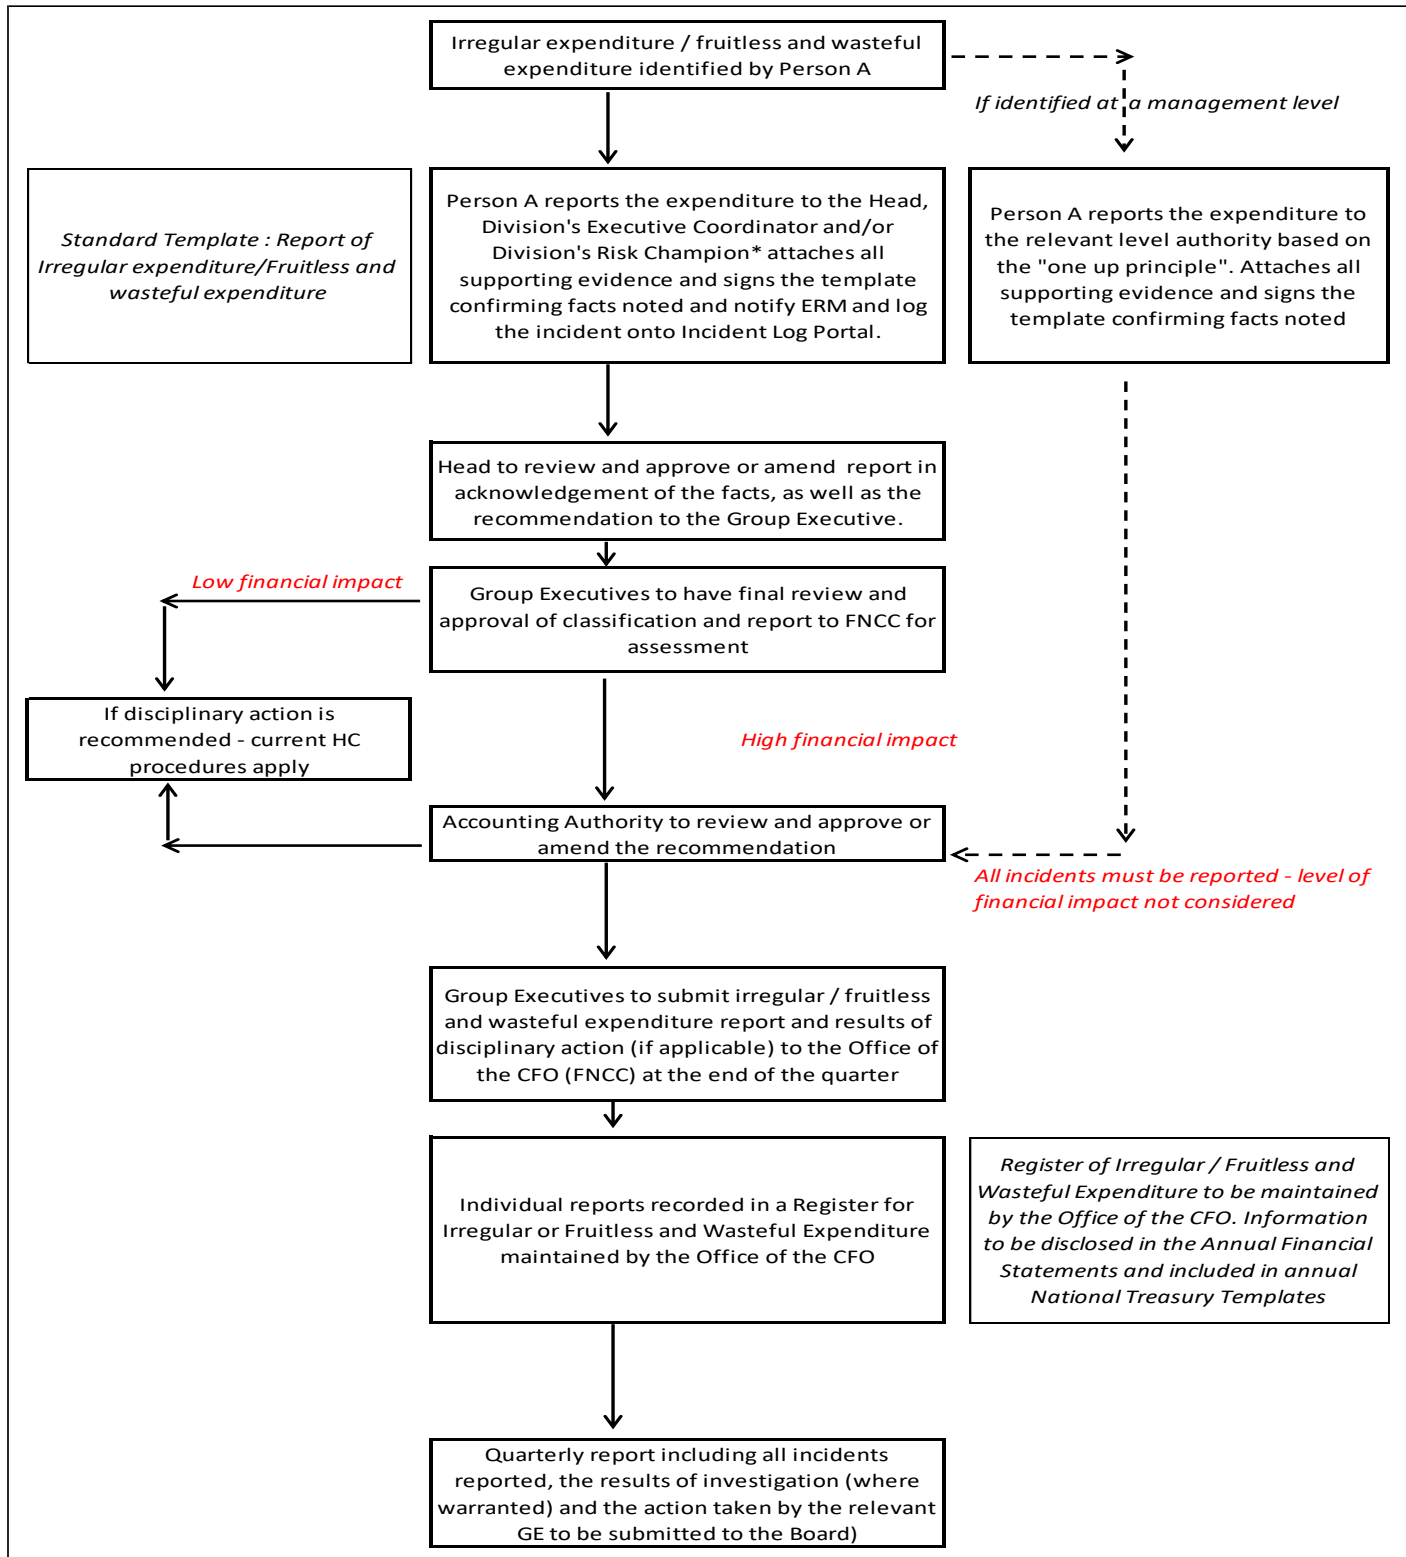 Irregular expenditure / fruitless and wasteful
expenditure identified by Person A
If identified at a management level
Standard Template : Report of
Irregular expenditure/Fruitless and
wasteful expenditure
Person A reports the expenditure to the Head,
Division's Executive Coordinator and/or
Division's Risk Champion* attaches all
supporting evidence and signs the template
confirming facts noted and notify ERM and log
the incident onto Incident Log Portal.
Person A reports the expenditure to
the relevant level authority based on
the "one up principle". Attaches all
supporting evidence and signs the
template confirming facts noted
Head to review and approve or amend report in
acknowledgement of the facts, as well as the
recommendation to the Group Executive.
Low financial impact
Group Executives to have final review and
approval of classification and report to FNCC for
assessment
If disciplinary action is
recommended - current HC
procedures apply
High financial impact
Accounting Authority to review and approve or
amend the recommendation
All incidents must be reported - level of
financial impact not considered
Group Executives to submit irregular / fruitless
and wasteful expenditure report and results of
disciplinary action (if applicable) to the Office of
the CFO (FNCC) at the end of the quarter
Individual reports recorded in a Register for
Irregular or Fruitless and Wasteful Expenditure
maintained by the Office of the CFO
Register of Irregular / Fruitless and
Wasteful Expenditure to be maintained
by the Office of the CFO. Information
to be disclosed in the Annual Financial
Statements and included in annual
National Treasury Templates
Quarterly report including all incidents
reported, the results of investigation (where
warranted) and the action taken by the relevant
GE to be submitted to the Board)